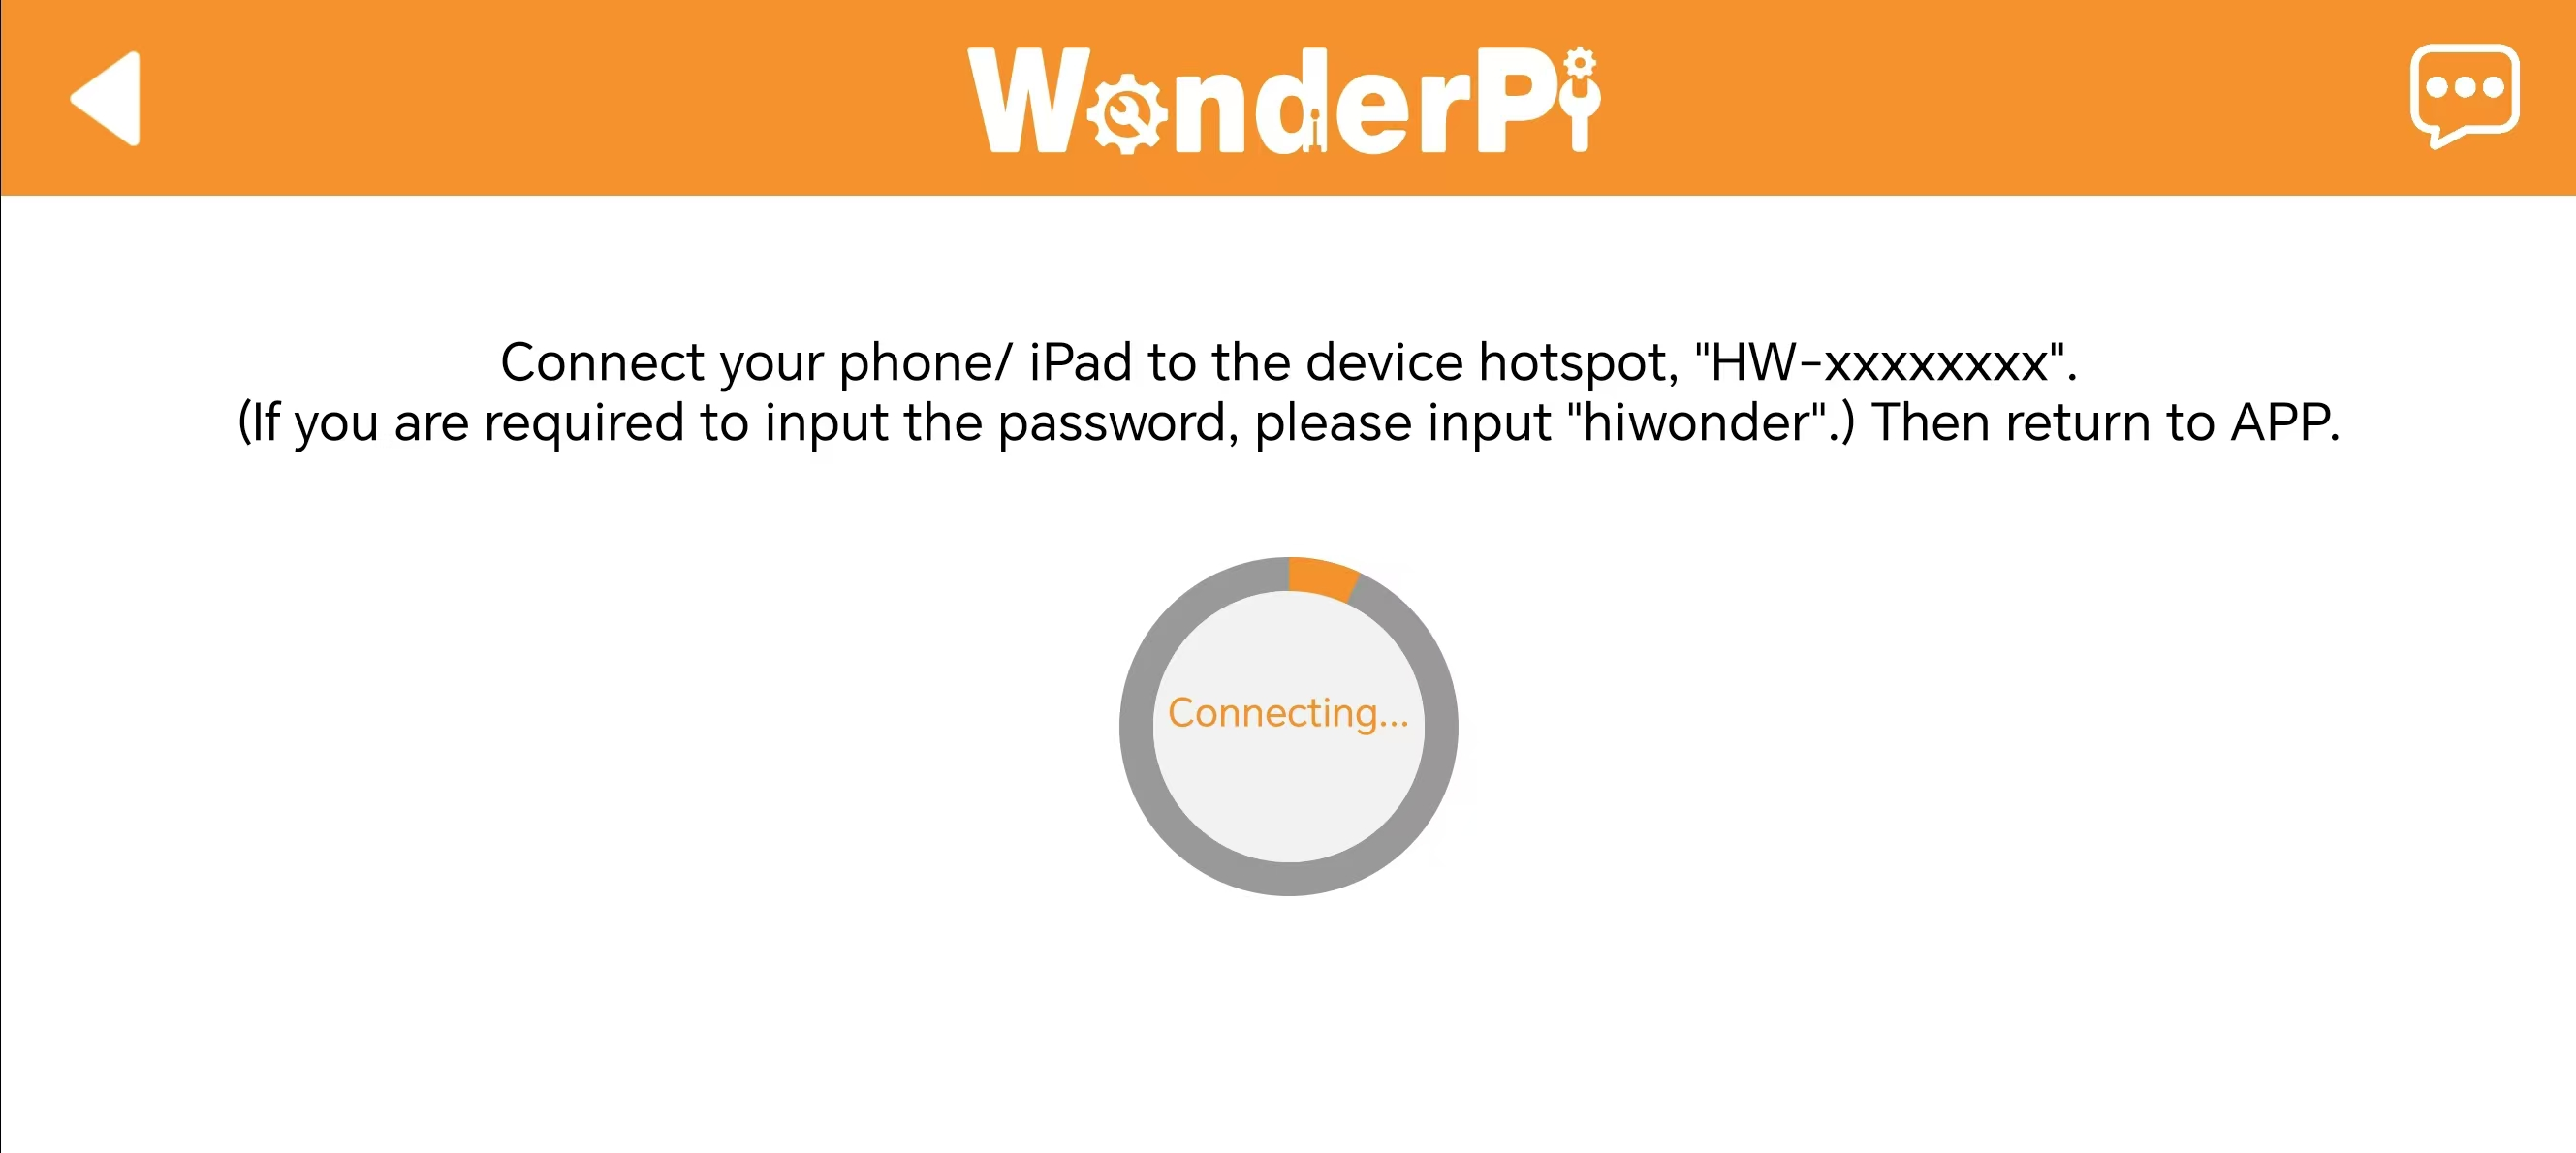 WonderPi
Connect your phone/ iPad to the device hotspot, "HW-xxxxxxxx".
(If you are required to input the password, please input "hiwonder".) Then return to APP.
Connecting...